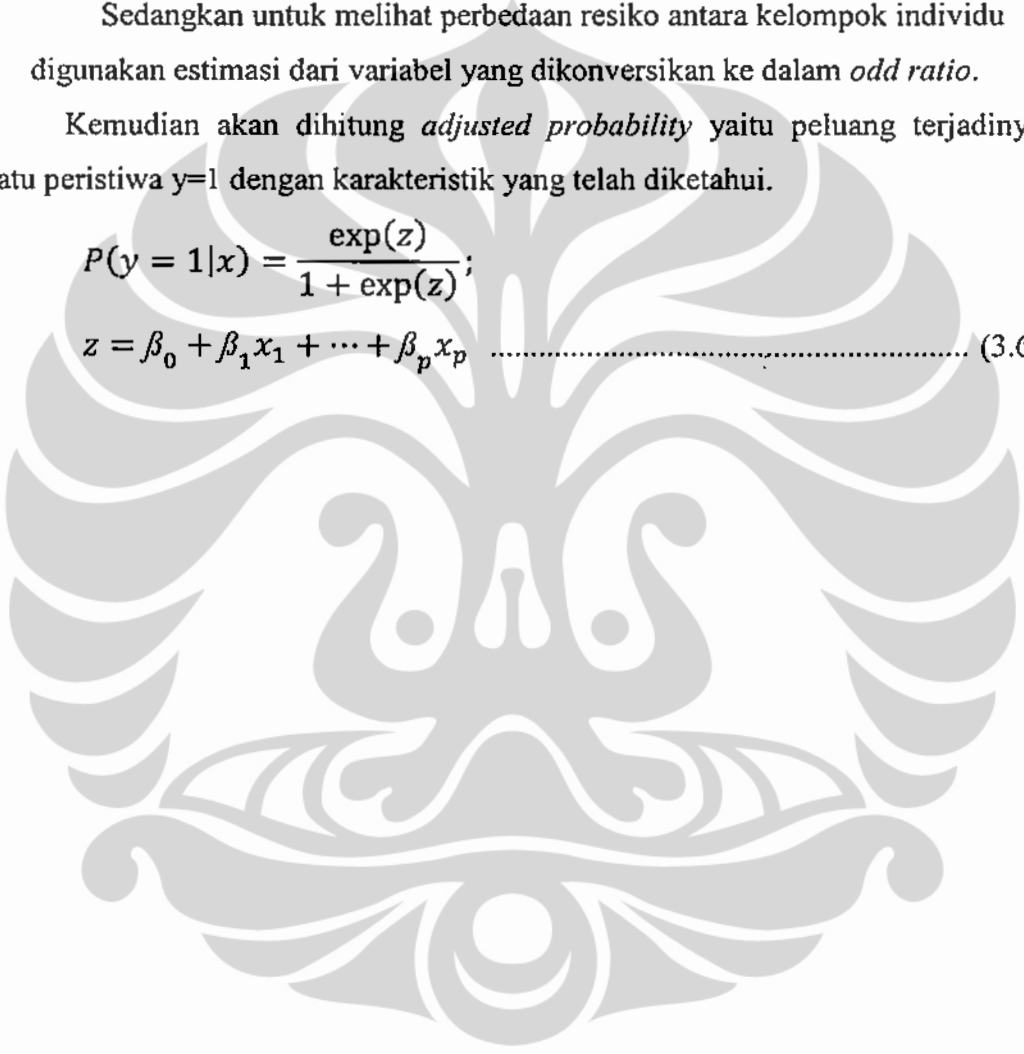 Sedangkan untuk melihat perbedaan resiko antara kelompok individu
digunakan estimasi dari variabel yang dikonversikan ke dalam odd ratio.
Kemudian akan dihitung adjusted probability yaitu peluang terjadiny
atu peristiwa y=1 dengan karakteristik yang telah diketahui.
P(y = 1|x) = exp(z) / 1 + exp(z) ;
z = β₀ + β₁x₁ + ⋯ + βₚxₚ ........................................................... (3.6